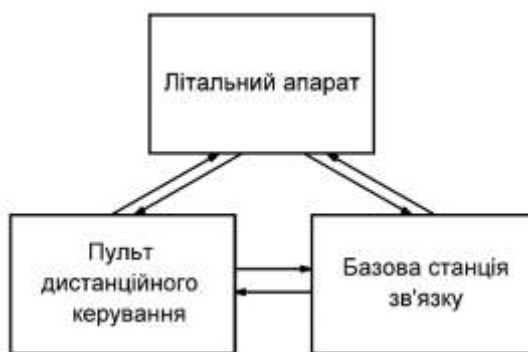 Літальний апарат
Пульт
дистанційного
керування
Базова станція
зв'язку